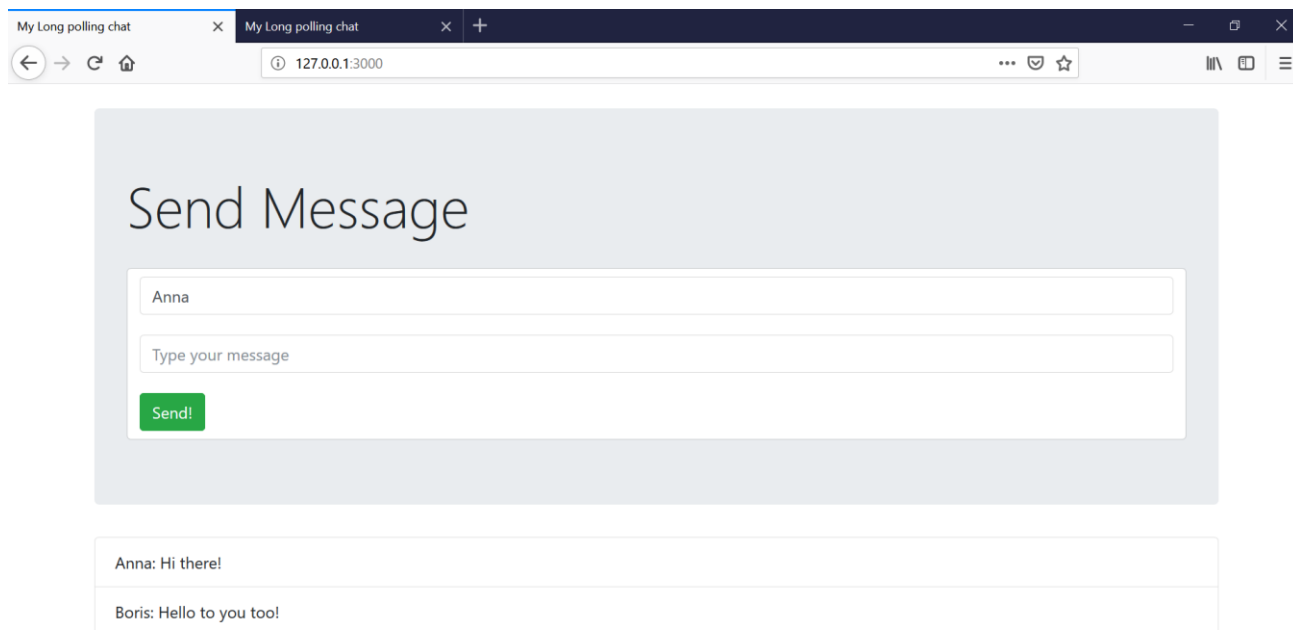 My Long polling chat
My Long polling chat
127.0.0.1:3000
Send Message
Anna
Type your message
Send!
Anna: Hi there!
Boris: Hello to you too!